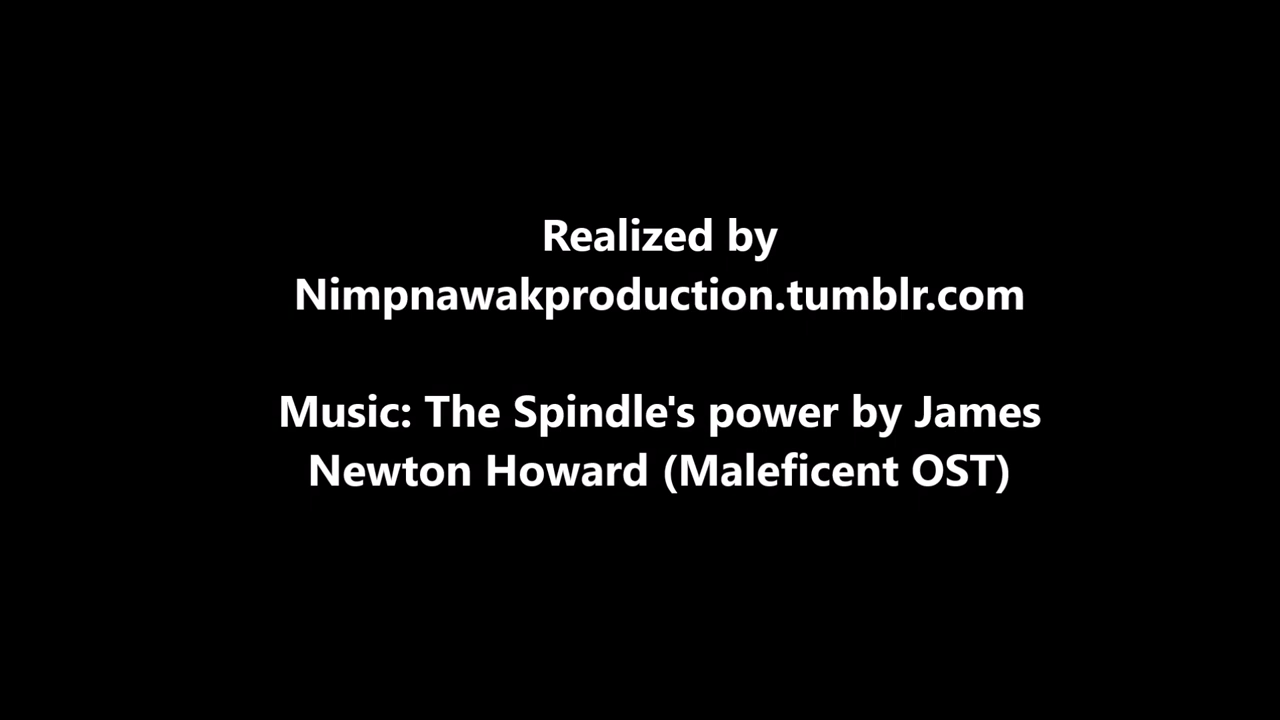 Realized by
Nimpnawakproduction.tumblr.com
Music: The Spindle's power by James
Newton Howard (Maleficent OST)